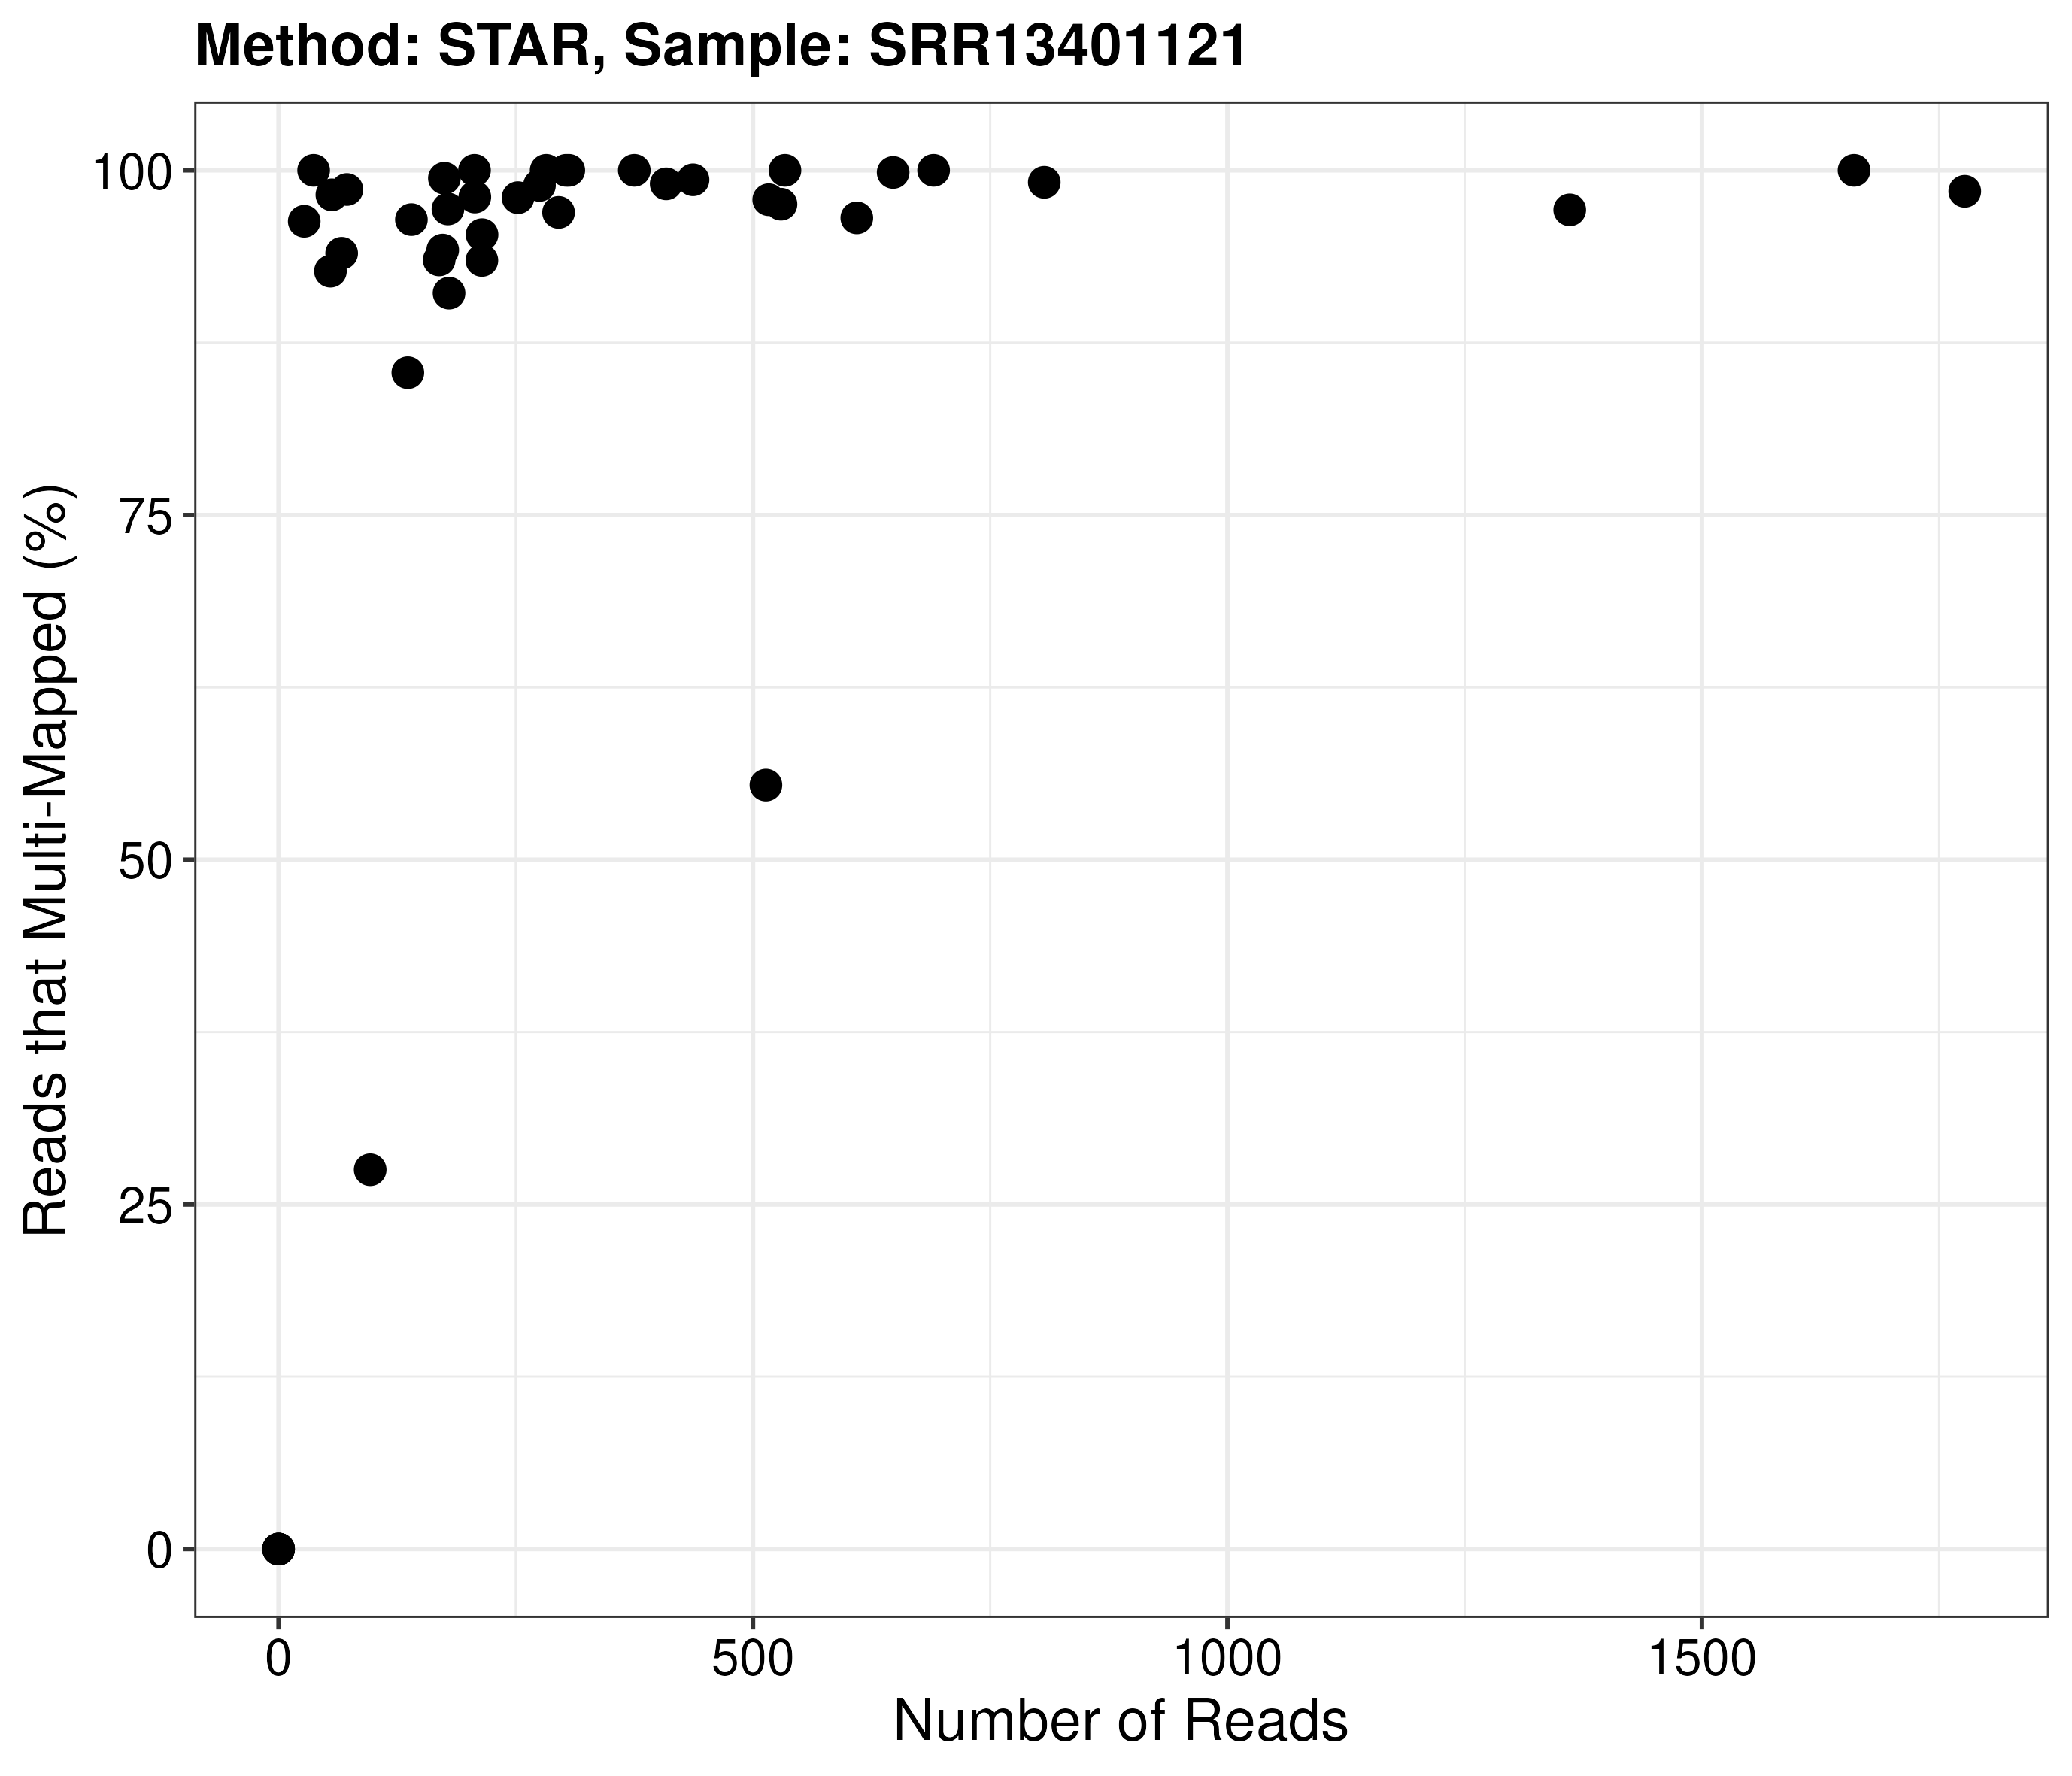 Method: STAR, Sample: SRR13401121
Reads that Multi-Mapped (%)
100
75
50
25
0
0 500 1000 1500
Number of Reads